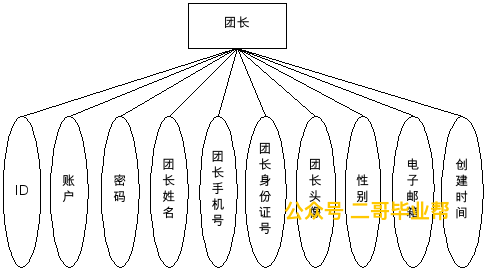 团长
ID
账户
密码
团长姓名
团长手机号
团长身份证号
团长头像
性别
电子邮箱
创建时间
公众号 二哥毕业帮